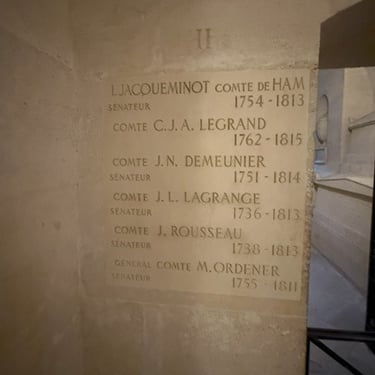 II
I. JACQUEMINOT COMTE DE HAM
SÉNATEUR 1754-1813
COMTE C.J.A. LEGRAND
1762-1815
COMTE J.N. DEMEUNIER
SÉNATEUR 1751-1814
COMTE J.L. LAGRANGE
SÉNATEUR 1736-1813
COMTE J. ROUSSEAU
SÉNATEUR 1738-1813
GÉNÉRAL COMTE M. ORDENER
SÉNATEUR 1755-1811